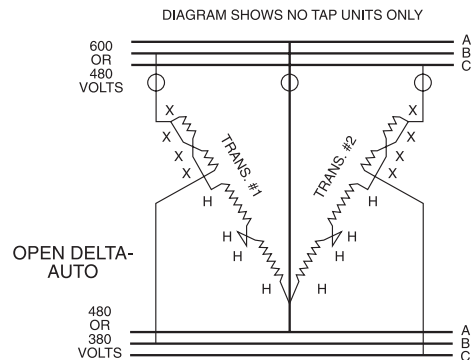 DIAGRAM SHOWS NO TAP UNITS ONLY
600
OR
480
VOLTS
A
B
C
X
X
X
X
H
H
H
H
TRANS. #1
TRANS. #2
X
X
X
X
H
H
H
H
OPEN DELTA-
AUTO
480
OR
380
VOLTS
A
B
C